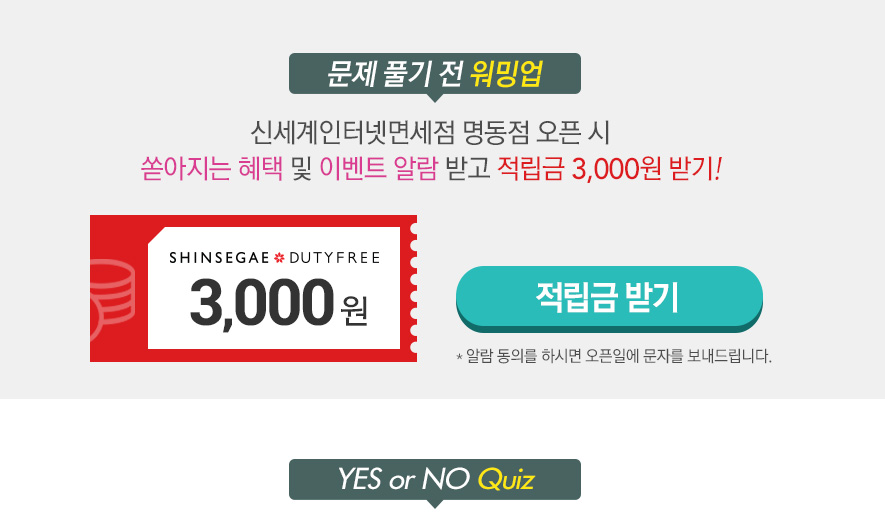 문제 풀기 전 워밍업
신세계인터넷면세점 명동점 오픈 시
쏟아지는 혜택 및 이벤트 알람 받고 적립금 3,000원 받기!
SHINSEGAE DUTYFREE
3,000원
적립금 받기
* 알람 동의를 하시면 오픈일에 문자를 보내드립니다.
YES or NO Quiz